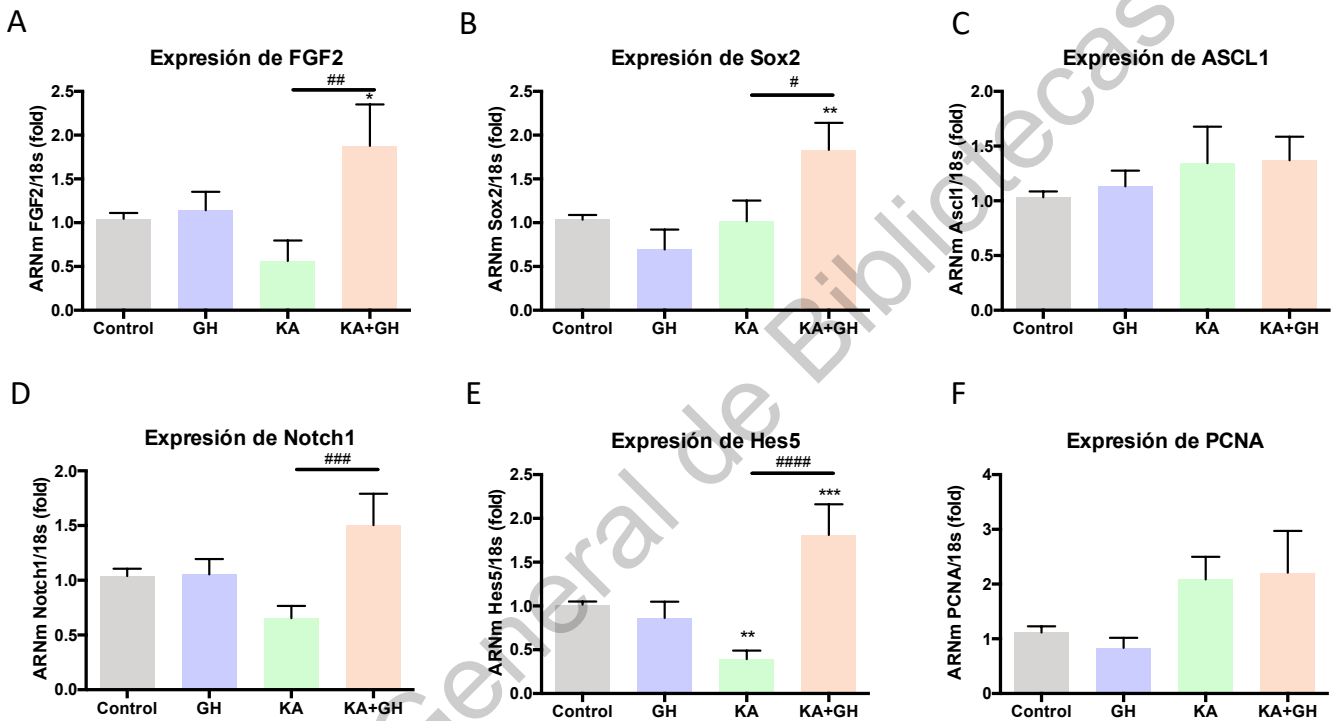 A
Expresión de FGF2
##
*
ARNm FGF2/18s (fold)
2.5
2.0
1.5
1.0
0.5
0.0
Control GH KA KA+GH
B
Expresión de Sox2
#
**
ARNm Sox2/18s (fold)
2.5
2.0
1.5
1.0
0.5
0.0
Control GH KA KA+GH
C
Expresión de ASCL1
ARNm Ascl1/18s (fold)
2.0
1.5
1.0
0.5
0.0
Control GH KA KA+GH
D
Expresión de Notch1
###
ARNm Notch1/18s (fold)
2.0
1.5
1.0
0.5
0.0
Control GH KA KA+GH
E
Expresión de Hes5
####
***
**
ARNm Hes5/18s (fold)
2.5
2.0
1.5
1.0
0.5
0.0
Control GH KA KA+GH
F
Expresión de PCNA
ARNm PCNA/18s (fold)
4
3
2
1
0
Control GH KA KA+GH
General de Bibliotecas